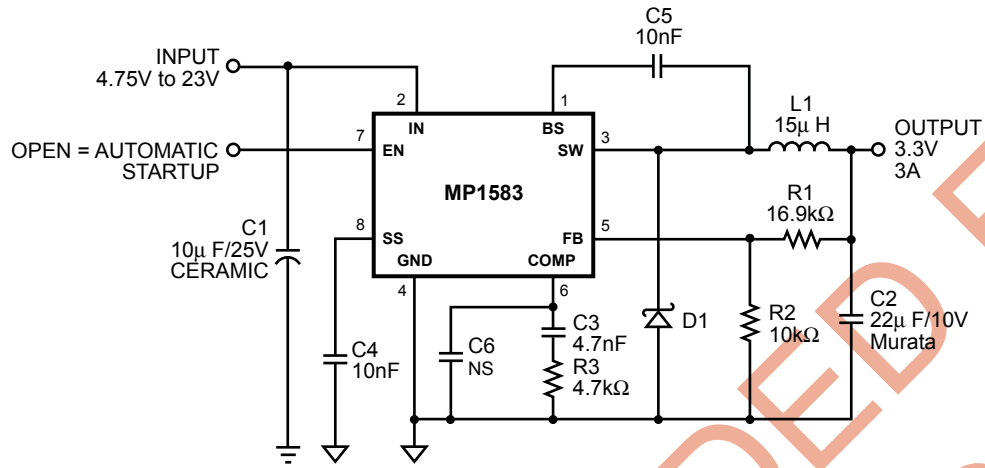 C5
10nF
INPUT
4.75V to 23V
2
1
L1
15μ H
IN
BS
OUTPUT
3.3V
3A
7
EN
3
SW
OPEN = AUTOMATIC
STARTUP
MP1583
R1
16.9kΩ
8
SS
5
FB
C1
10μ F/25V
CERAMIC
GND
COMP
4
6
C4
10nF
C6
NS
C3
4.7nF
R3
4.7kΩ
D1
R2
10kΩ
C2
22μ F/10V
Murata
DED